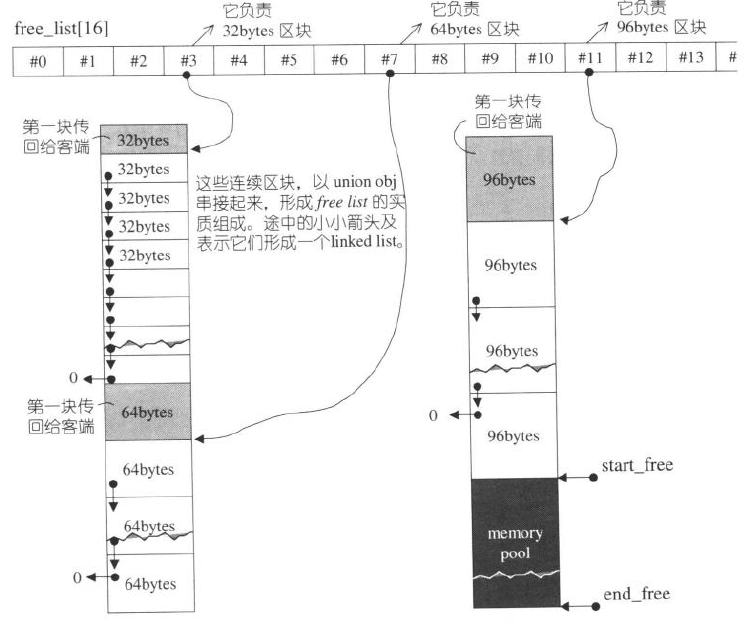 它负责
32bytes 区块
它负责
64bytes 区块
它负责
96bytes 区块
free_list[16]
#0 #1 #2 #3 #4 #5 #6 #7 #8 #9 #10 #11 #12 #13 #
第一块传
回给客端
32bytes
32bytes
32bytes
32bytes
32bytes
这些连续区块，以 union obj
串接起来，形成 free list 的实
质组成。途中的小小箭头及
表示它们形成一个linked list。
0
第一块传
回给客端
64bytes
64bytes
64bytes
0
64bytes
第一块传
回给客端
96bytes
96bytes
96bytes
0
96bytes
start_free
memory
pool
end_free